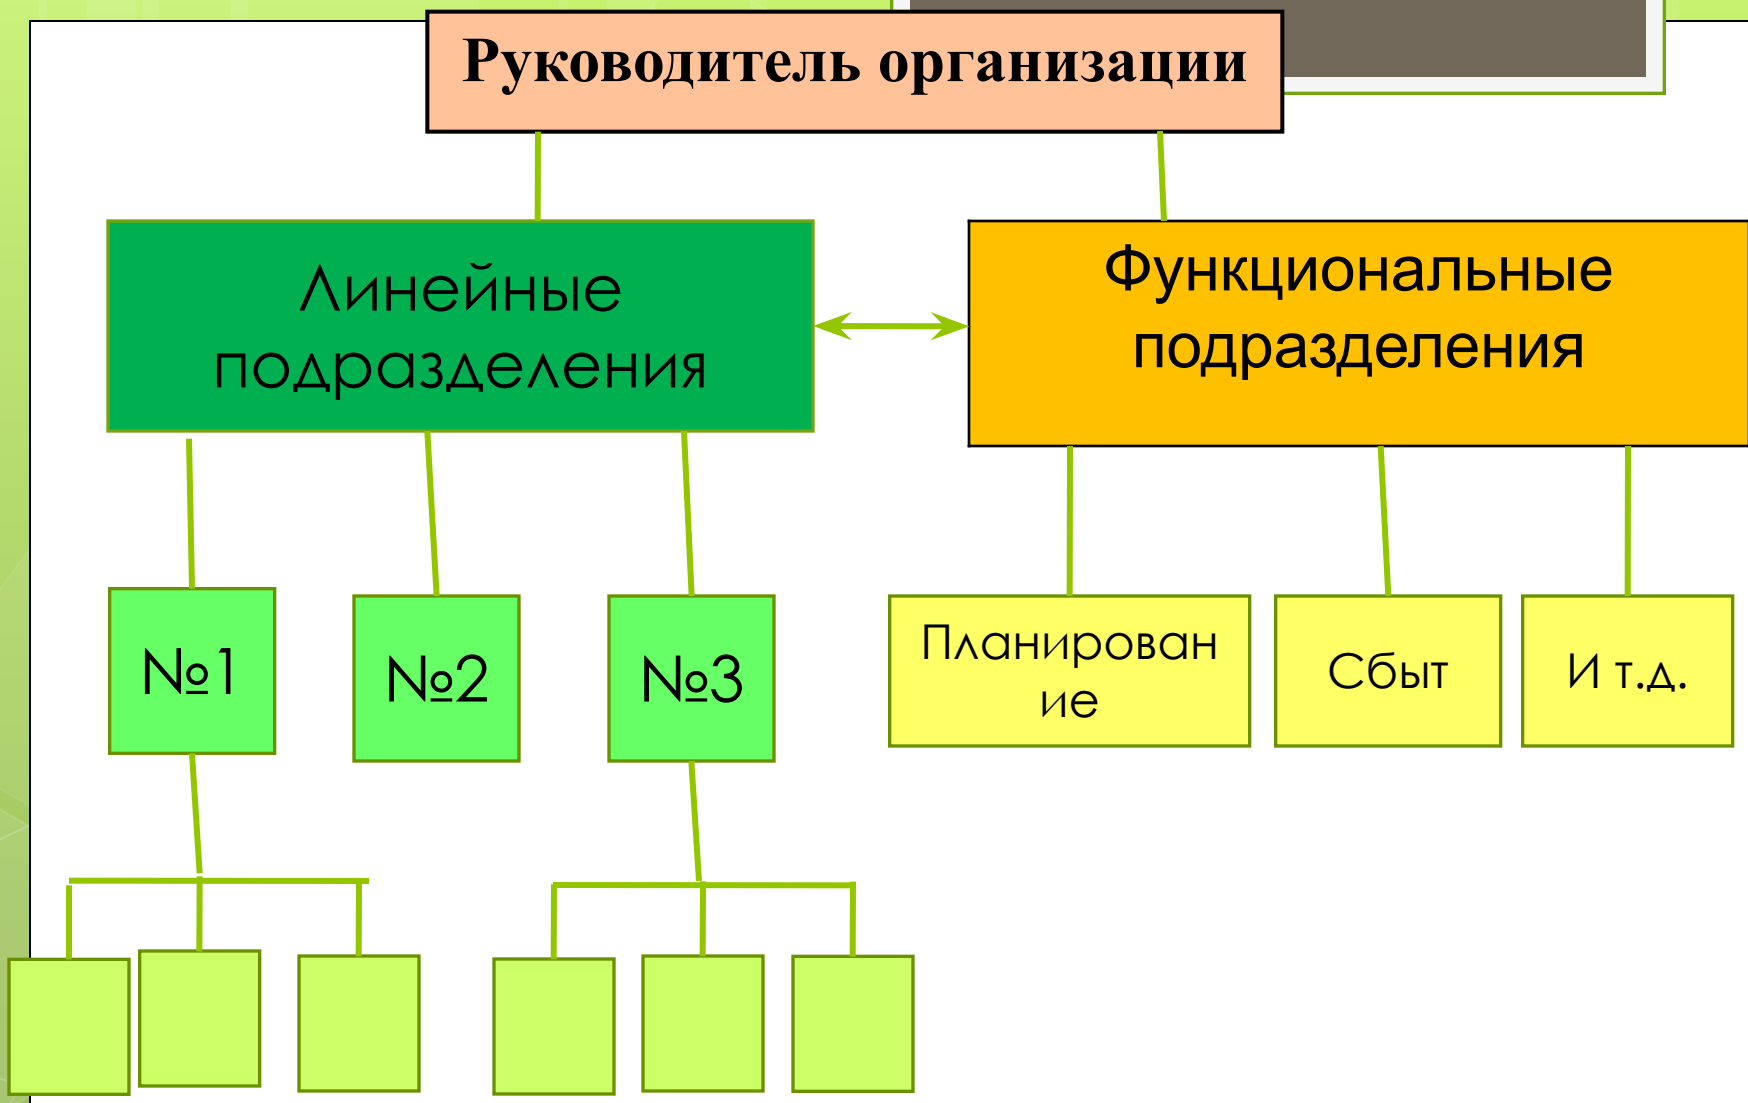 Руководитель организации
Линейные
подразделения
Функциональные
подразделения
№1
№2
№3
Планирован
ие
Сбыт
И т.д.